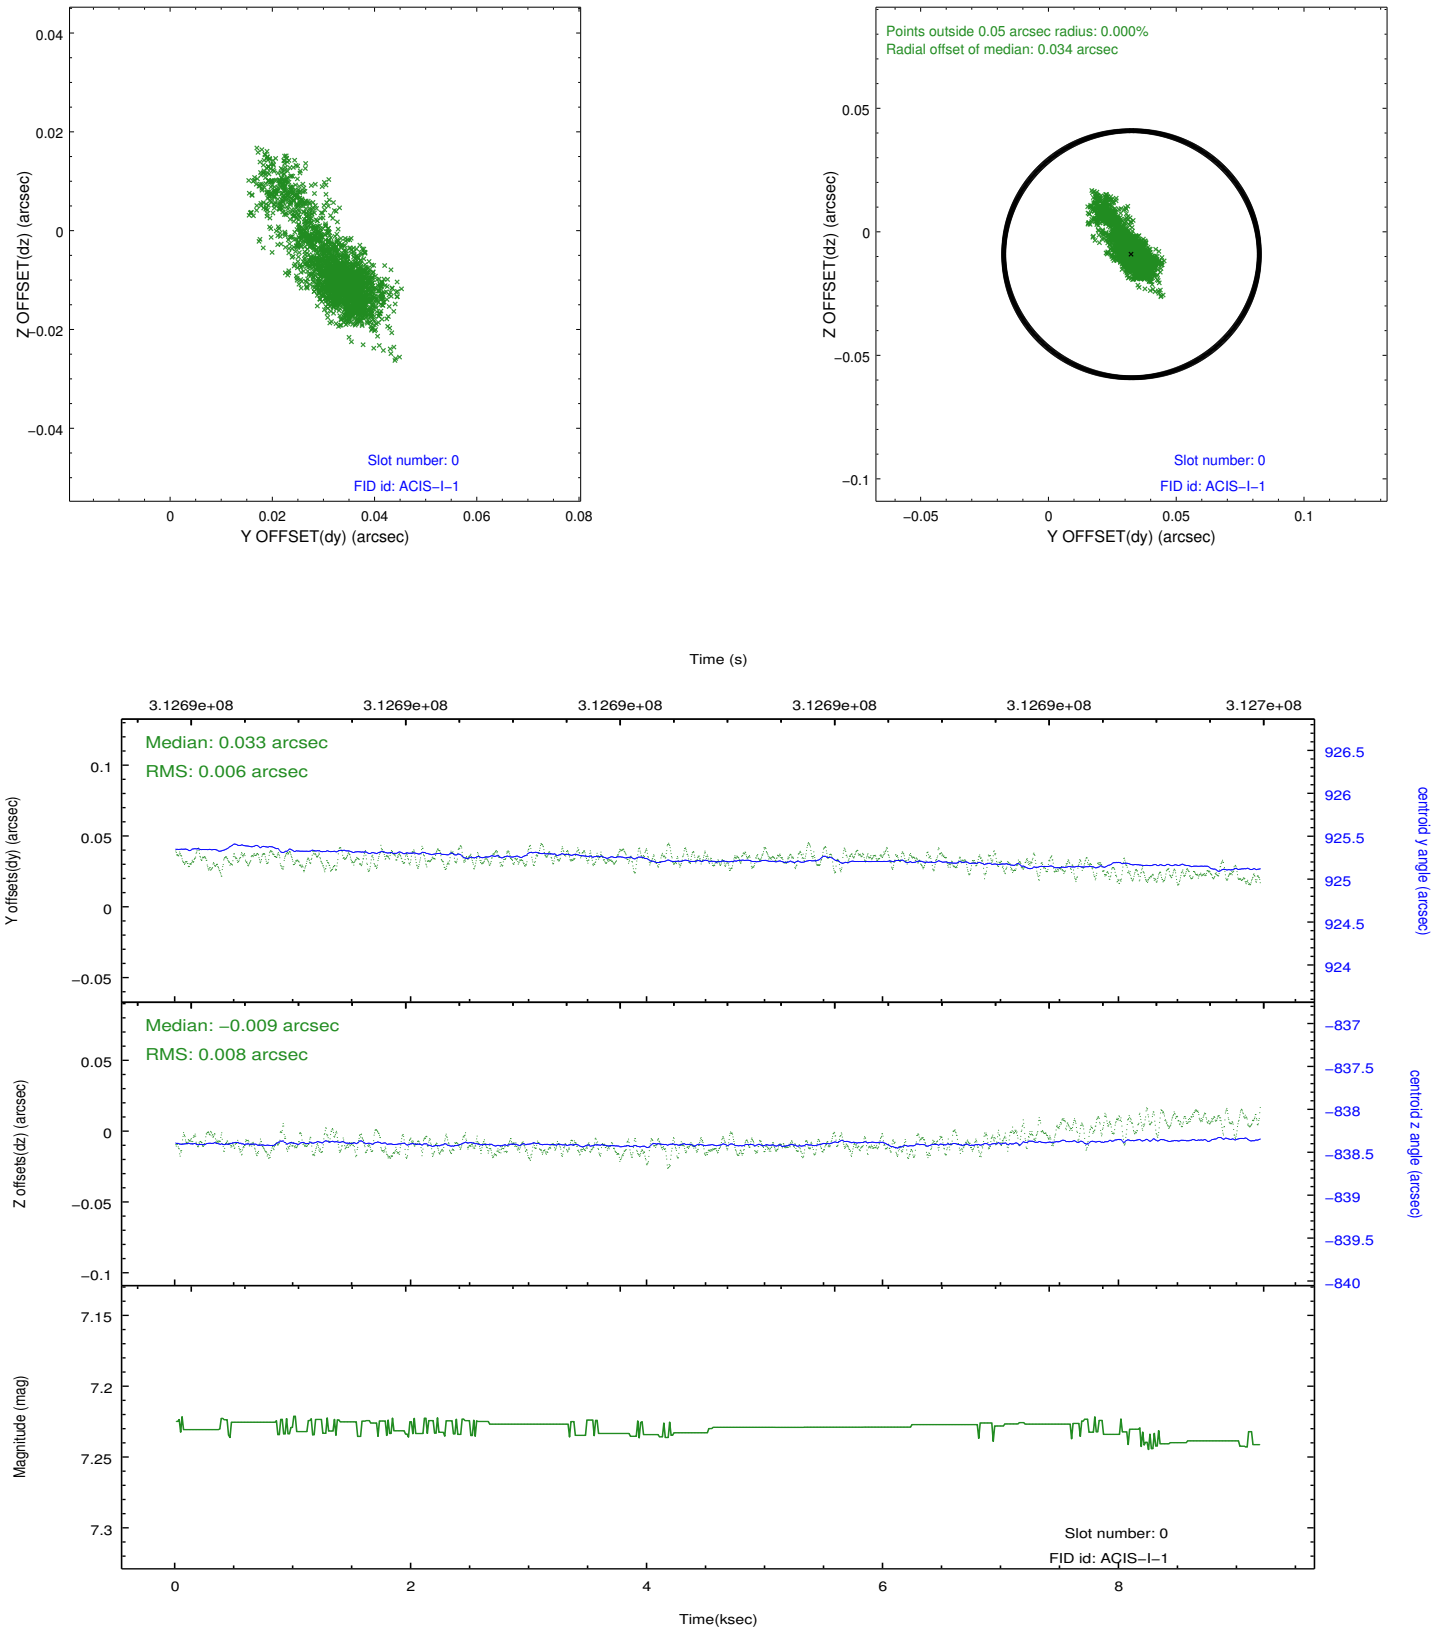 0.04
0.02
0
−0.02
−0.04
Z OFFSET(dz) (arcsec)
Slot number: 0
FID id: ACIS−I−1
0
0.02
0.04
0.06
0.08
Y OFFSET(dy) (arcsec)
Points outside 0.05 arcsec radius: 0.000%
Radial offset of median: 0.034 arcsec
0.05
0
−0.05
−0.1
Z OFFSET(dz) (arcsec)
Slot number: 0
FID id: ACIS−I−1
−0.05
0
0.05
0.1
Y OFFSET(dy) (arcsec)
Time (s)
3.1269e+08
3.1269e+08
3.1269e+08
3.1269e+08
3.1269e+08
3.127e+08
Median: 0.033 arcsec
RMS: 0.006 arcsec
0.1
0.05
0
−0.05
Y offsets(dy) (arcsec)
926.5
926
925.5
925
924.5
924
centroid y angle (arcsec)
Median: −0.009 arcsec
RMS: 0.008 arcsec
0.05
0
−0.05
−0.1
Z offsets(dz) (arcsec)
−837
−837.5
−838
−838.5
−839
−839.5
−840
centroid z angle (arcsec)
7.15
7.2
7.25
7.3
Magnitude (mag)
Slot number: 0
FID id: ACIS−I−1
0
2
4
6
8
Time(ksec)